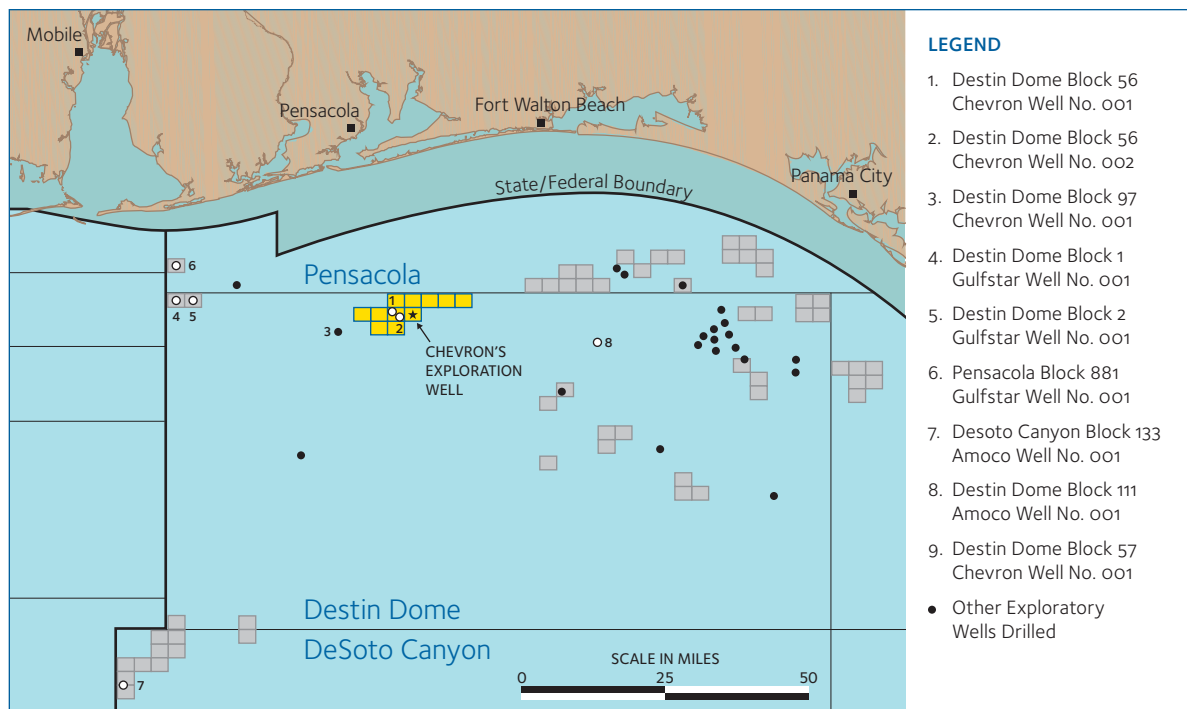 Mobile
Pensacola
Fort Walton Beach
Panama City
State/Federal Boundary
6
Pensacola
4 5
1
2
3
8
CHEVRON'S
EXPLORATION
WELL
Destin Dome
DeSoto Canyon
7
SCALE IN MILES
0 25 50
LEGEND
1. Destin Dome Block 56
Chevron Well No. 001
2. Destin Dome Block 56
Chevron Well No. 002
3. Destin Dome Block 97
Chevron Well No. 001
4. Destin Dome Block 1
Gulfstar Well No. 001
5. Destin Dome Block 2
Gulfstar Well No. 001
6. Pensacola Block 881
Gulfstar Well No. 001
7. Desoto Canyon Block 133
Amoco Well No. 001
8. Destin Dome Block 111
Amoco Well No. 001
9. Destin Dome Block 57
Chevron Well No. 001
• Other Exploratory
Wells Drilled